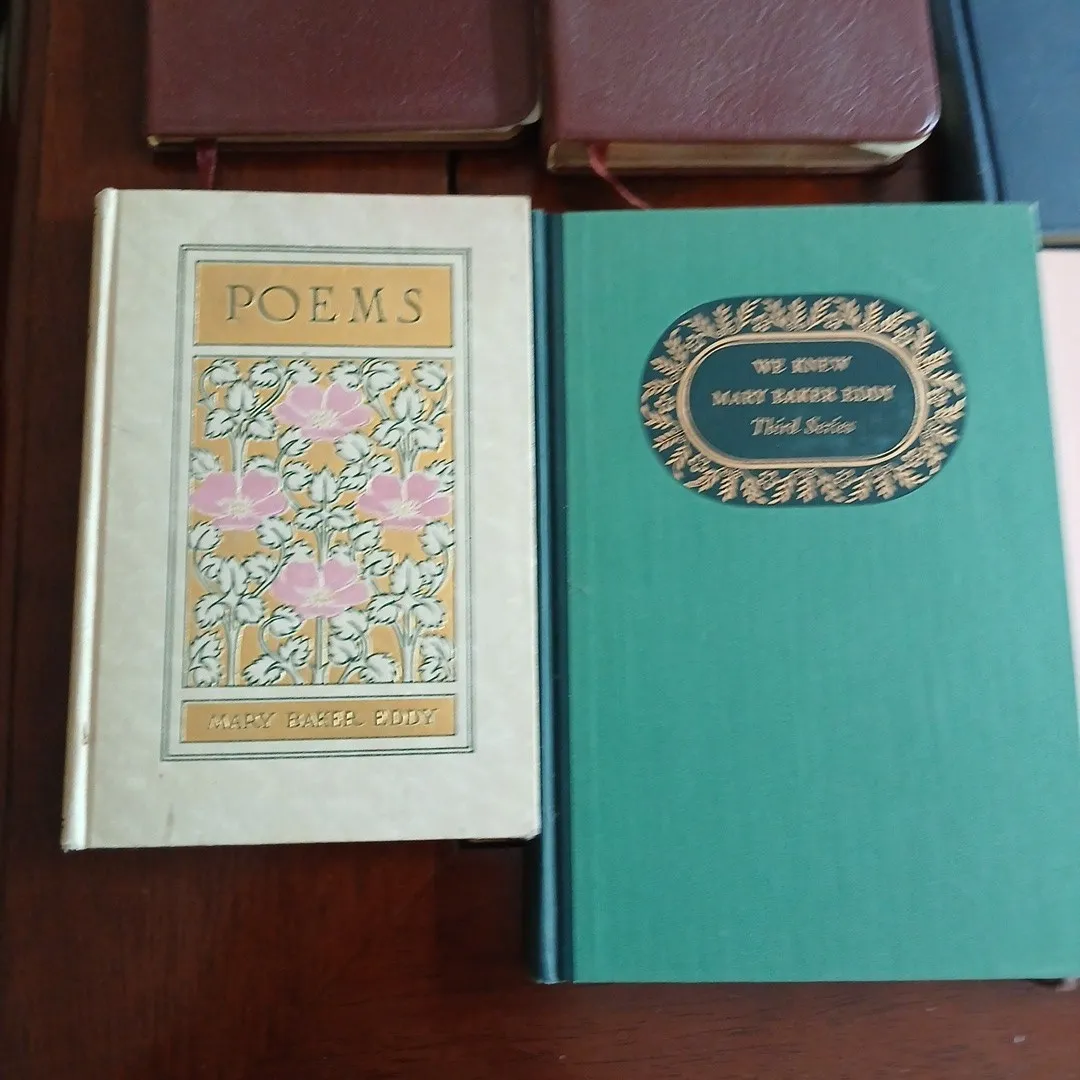 POEMS
MARY BAKER EDDY
WE KNEW
MARY BAKER EDDY
Third Series